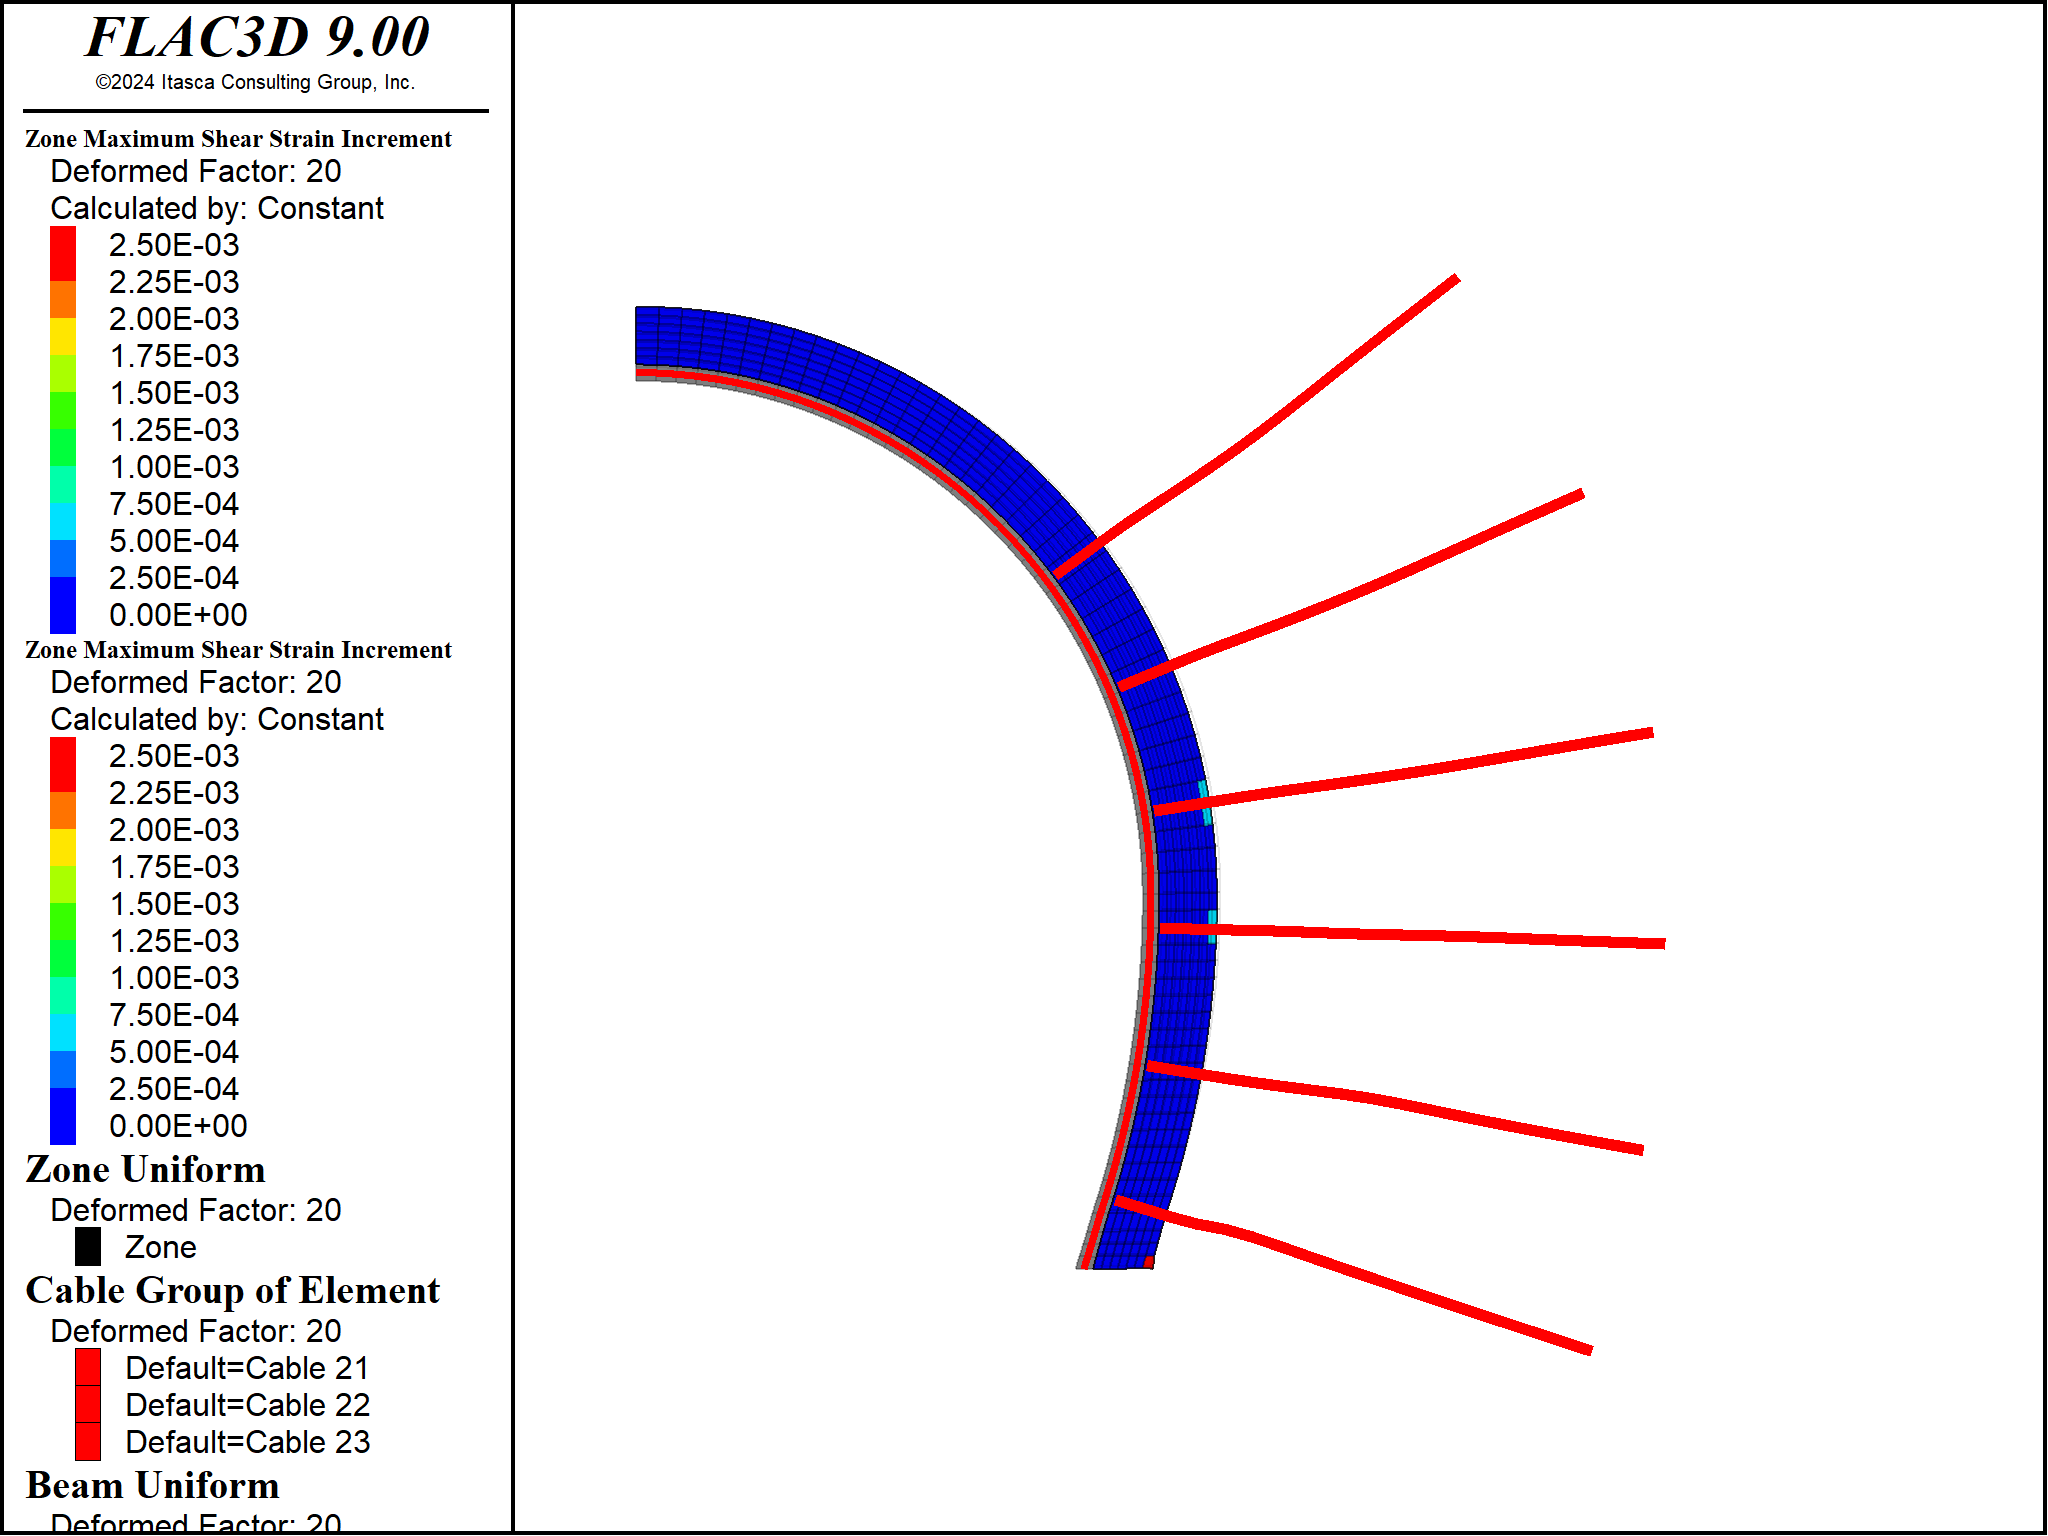 FLAC3D 9.00
©2024 Itasca Consulting Group, Inc.
Zone Maximum Shear Strain Increment
Deformed Factor: 20
Calculated by: Constant
2.50E-03
2.25E-03
2.00E-03
1.75E-03
1.50E-03
1.25E-03
1.00E-03
7.50E-04
5.00E-04
2.50E-04
0.00E+00
Zone Maximum Shear Strain Increment
Deformed Factor: 20
Calculated by: Constant
2.50E-03
2.25E-03
2.00E-03
1.75E-03
1.50E-03
1.25E-03
1.00E-03
7.50E-04
5.00E-04
2.50E-04
0.00E+00
Zone Uniform
Deformed Factor: 20
Zone
Cable Group of Element
Deformed Factor: 20
Default=Cable 21
Default=Cable 22
Default=Cable 23
Beam Uniform
Deformed Factor: 20